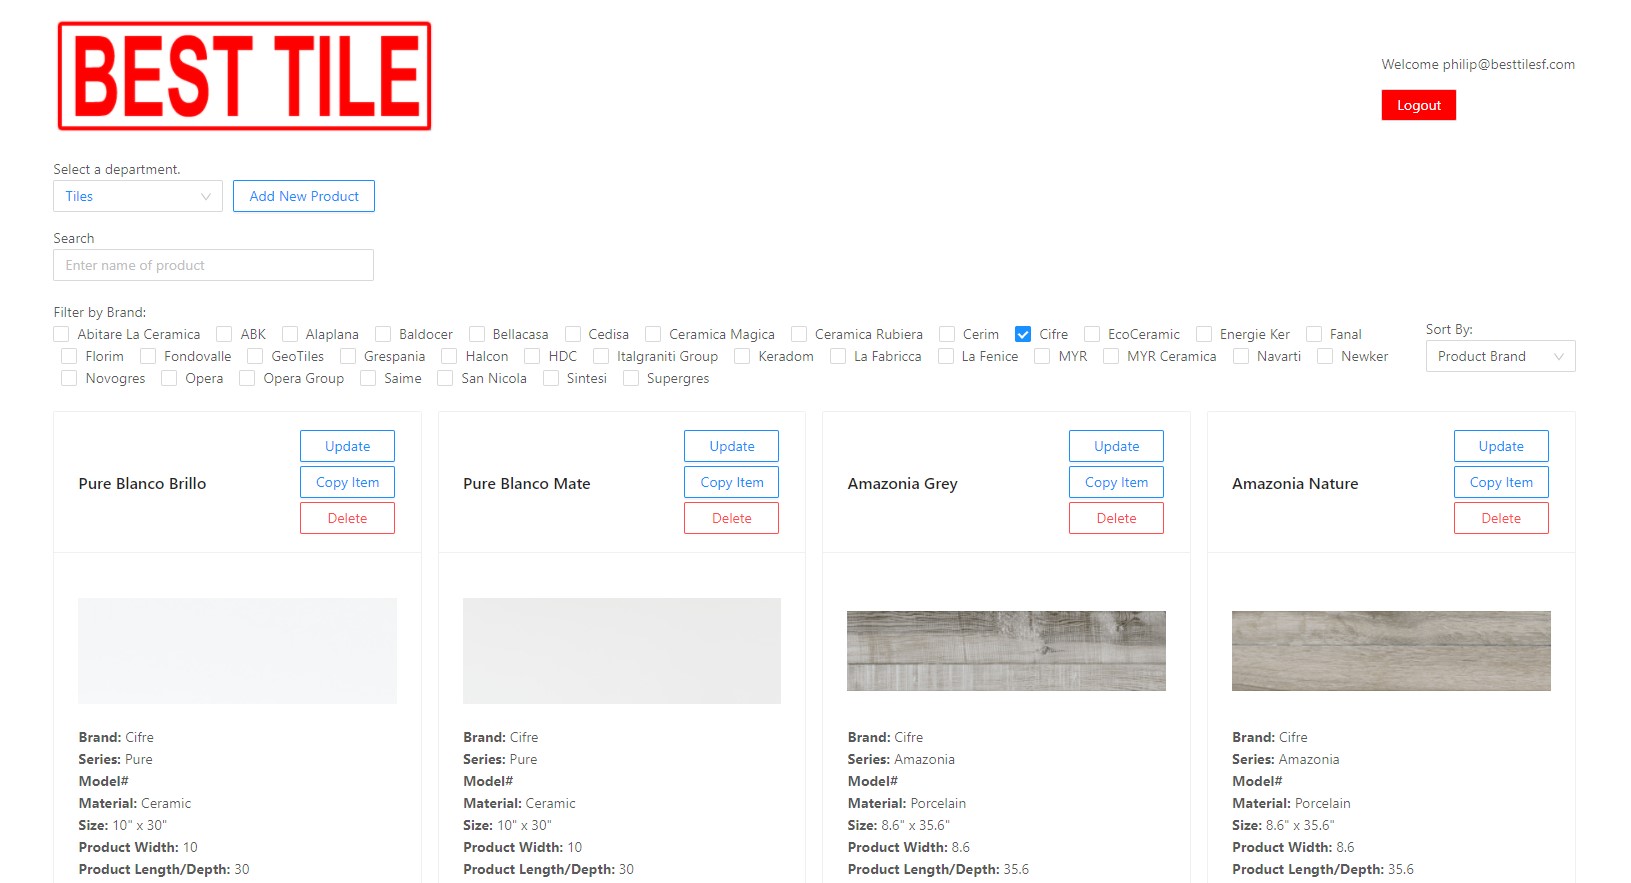 BEST TILE
Welcome philip@besttilesf.com
Logout
Select a department.
Tiles
Add New Product
Search
Enter name of product
Filter by Brand:
Abitare La Ceramica ABK Alaplana Baldocer Bellacasa Cedisa Ceramica Magica Ceramica Rubiera Cerim Cifre EcoCeramic Energie Ker Fanal
Florim Fondovalle GeoTiles Grespania Halcon HDC Italgraniti Group Keradom La Fabricca La Fenice MYR MYR Ceramica Navarti Newker
Novogres Opera Opera Group Saime San Nicola Sintesi Supergres
Sort By:
Product Brand
Pure Blanco Brillo
Update
Copy Item
Delete
Brand: Cifre
Series: Pure
Model#
Material: Ceramic
Size: 10" x 30"
Product Width: 10
Product Length/Depth: 30
Pure Blanco Mate
Update
Copy Item
Delete
Brand: Cifre
Series: Pure
Model#
Material: Ceramic
Size: 10" x 30"
Product Width: 10
Product Length/Depth: 30
Amazonia Grey
Update
Copy Item
Delete
Brand: Cifre
Series: Amazonia
Model#
Material: Porcelain
Size: 8.6" x 35.6"
Product Width: 8.6
Product Length/Depth: 35.6
Amazonia Nature
Update
Copy Item
Delete
Brand: Cifre
Series: Amazonia
Model#
Material: Porcelain
Size: 8.6" x 35.6"
Product Width: 8.6
Product Length/Depth: 35.6